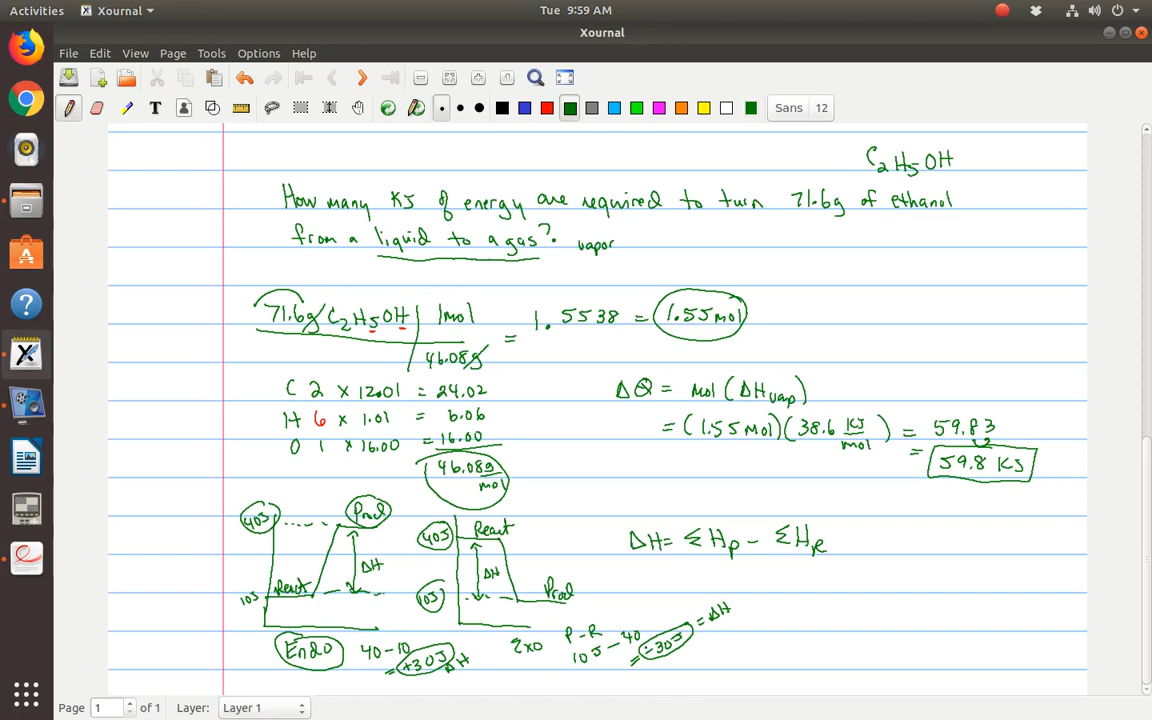 Activities Xournal Tue 9:59 AM
Xournal
File Edit View Page Tools Options Help
Sans 12
C2H5OH
How many KJ of energy are required to turn 71.6g of ethanol
from a liquid to a gas? vapor
71.6g C2H5OH | 1mol = 1.5538 = 1.55mol
46.08g
C 2 x 12.01 = 24.02
H 6 x 1.01 = 6.06
O 1 x 16.00 = 16.00
46.08 g/mol
ΔQ = mol (ΔHvap)
= (1.55mol)(38.6 KJ/mol) = 59.83
= 59.8 KJ
40J Prod
ΔH
10J React
Endo 40-10
= +30J ΔH
40J React
ΔH
10J Prod
Exo P-R
10J - 40
= -30J = ΔH
ΔH = ΣHp - ΣHR
Page 1 of 1 Layer: Layer 1